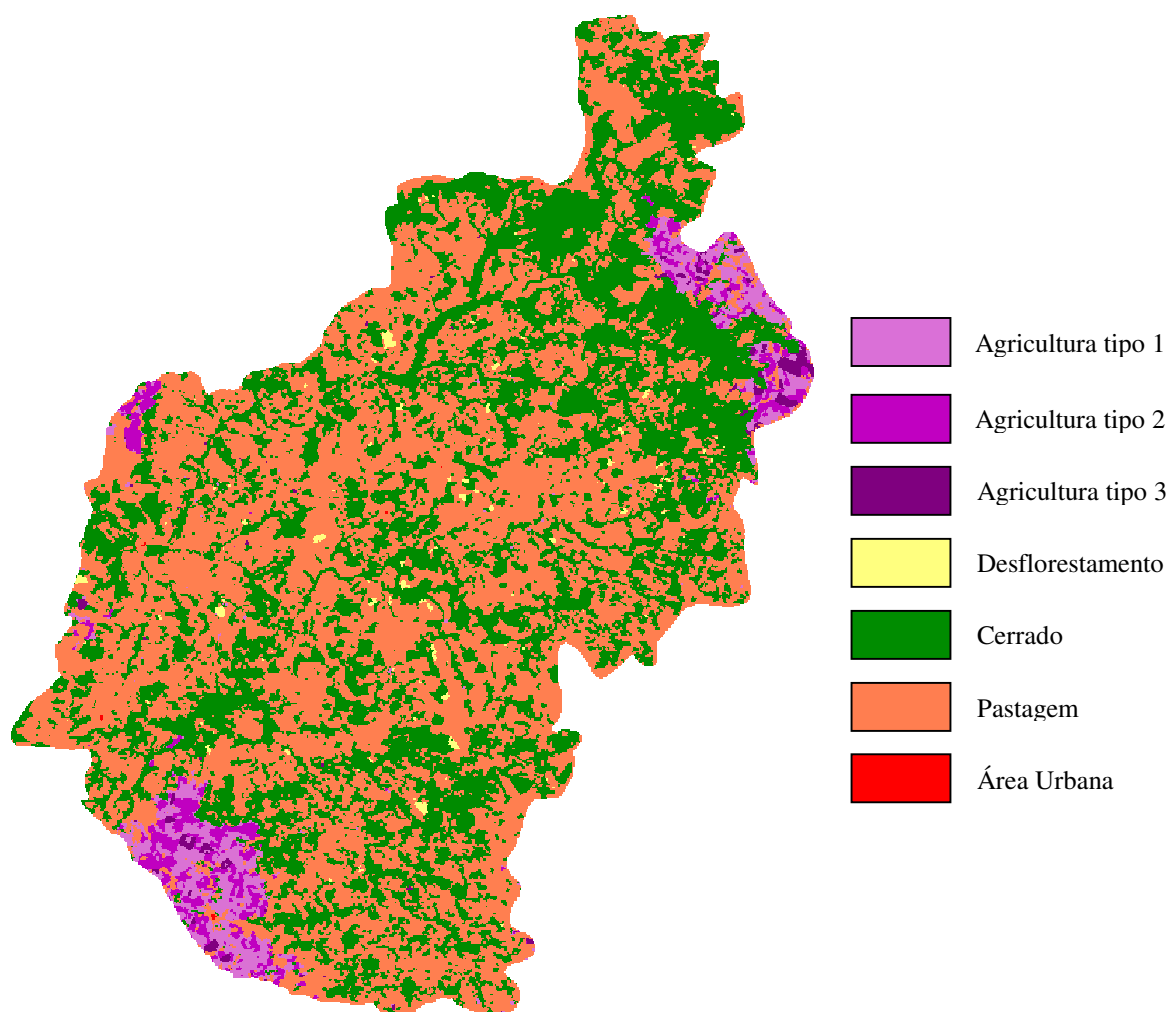 Agricultura tipo 1
Agricultura tipo 2
Agricultura tipo 3
Desflorestamento
Cerrado
Pastagem
Área Urbana